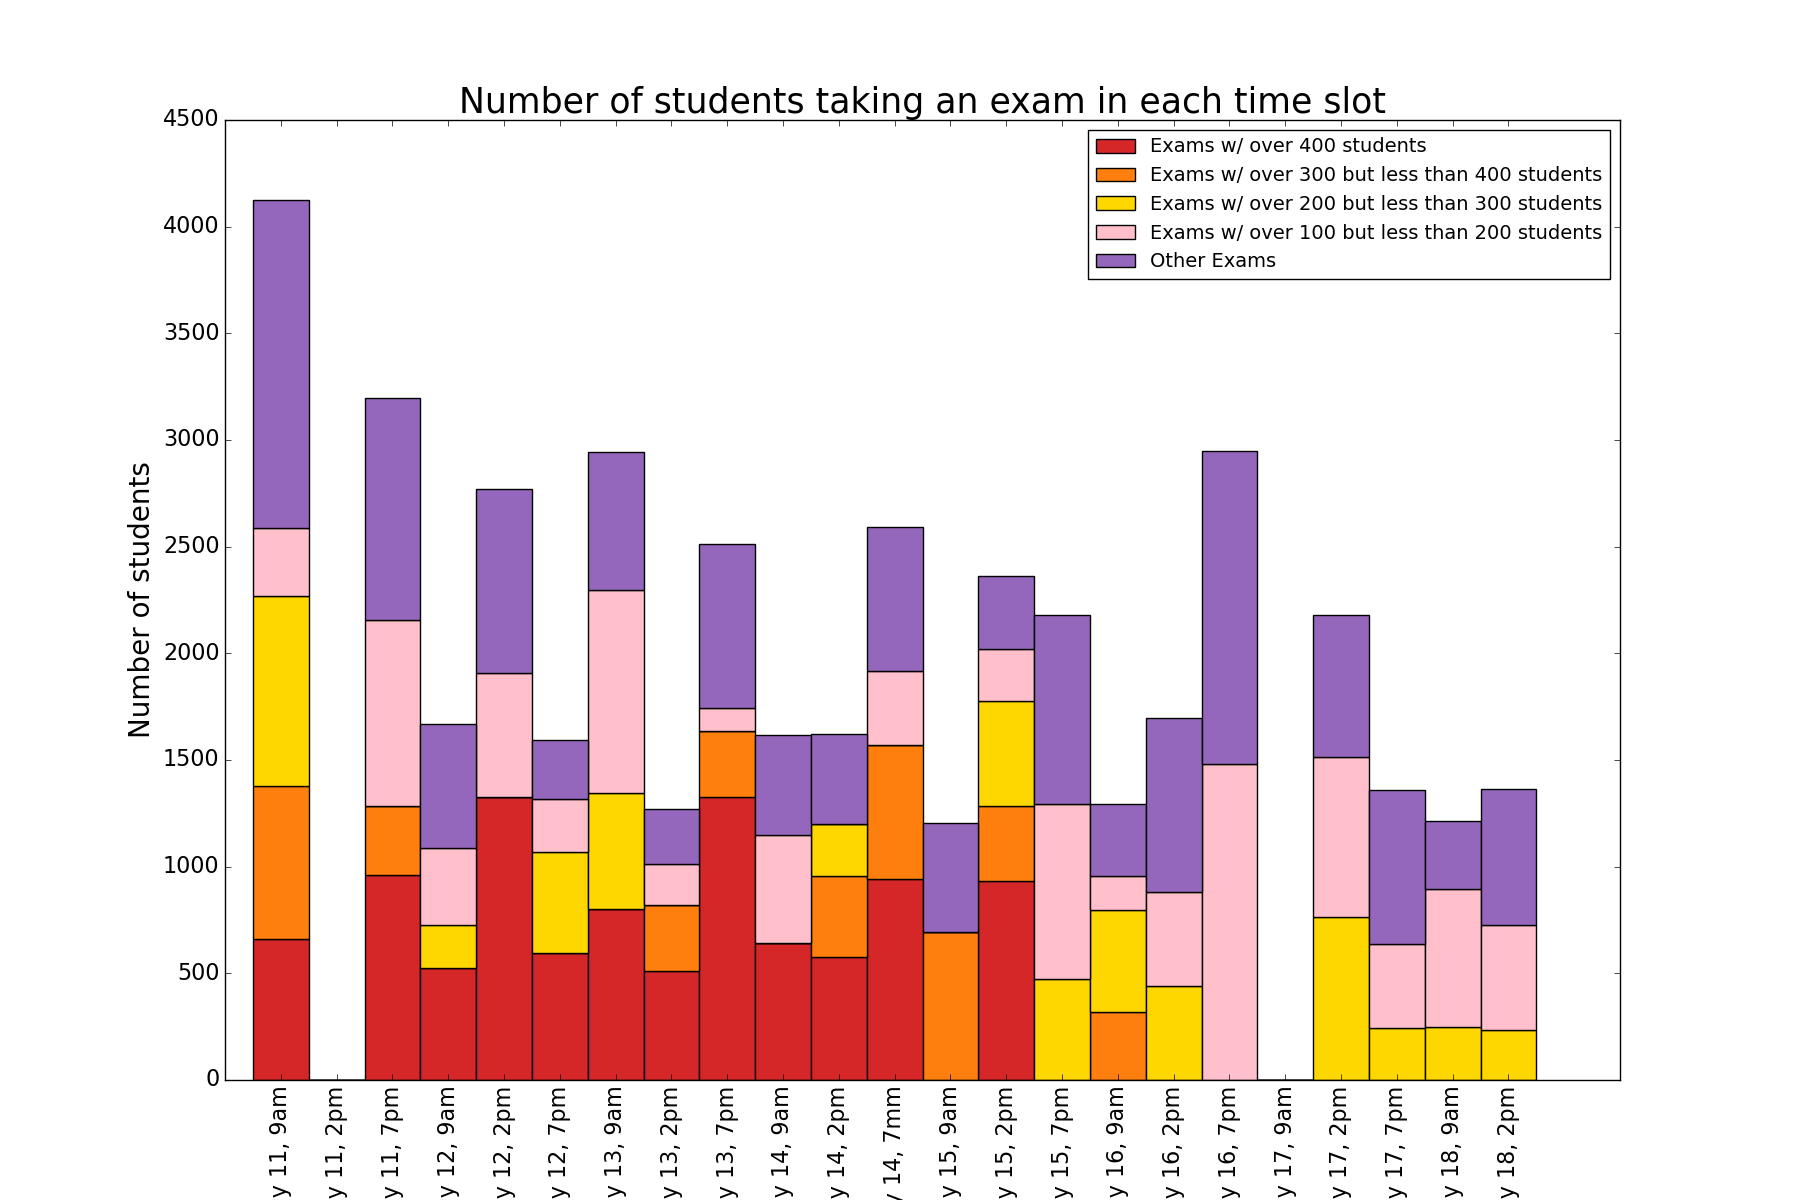 Number of students taking an exam in each time slot
Exams w/ over 400 students
Exams w/ over 300 but less than 400 students
Exams w/ over 200 but less than 300 students
Exams w/ over 100 but less than 200 students
Other Exams
Number of students
4500
4000
3500
3000
2500
2000
1500
1000
500
0
y 11, 9am
y 11, 2pm
y 11, 7pm
y 12, 9am
y 12, 2pm
y 12, 7pm
y 13, 9am
y 13, 2pm
y 13, 7pm
y 14, 9am
y 14, 2pm
y 14, 7mm
y 15, 9am
y 15, 2pm
y 15, 7pm
y 16, 9am
y 16, 2pm
y 16, 7pm
y 17, 9am
y 17, 2pm
y 17, 7pm
y 18, 9am
y 18, 2pm